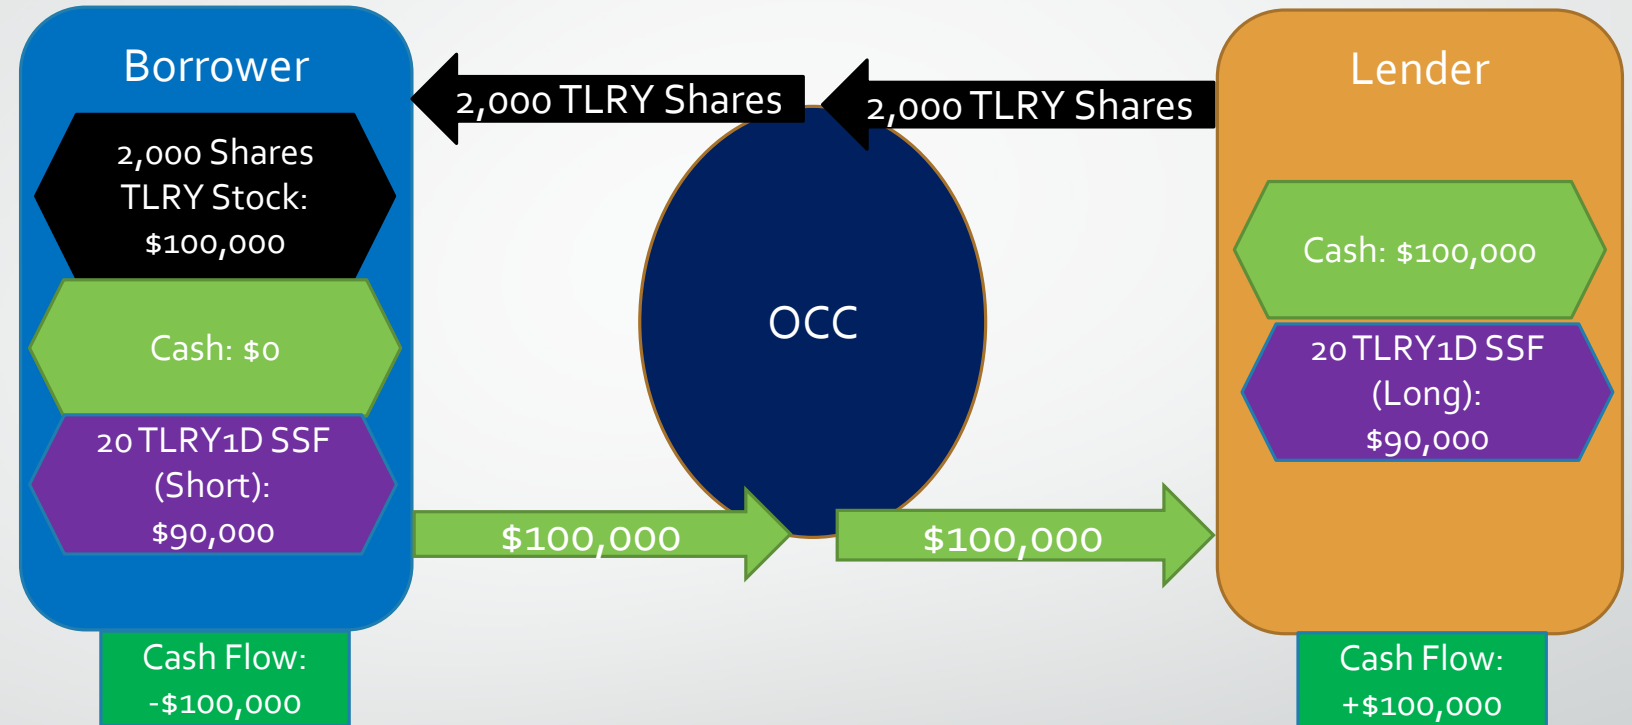 Borrower
2,000 Shares
TLRY Stock:
$100,000
Cash: $0
20 TLRY1D SSF
(Short):
$90,000
Cash Flow:
-$100,000
2,000 TLRY Shares
2,000 TLRY Shares
OCC
$100,000
$100,000
Lender
Cash: $100,000
20 TLRY1D SSF
(Long):
$90,000
Cash Flow:
+$100,000